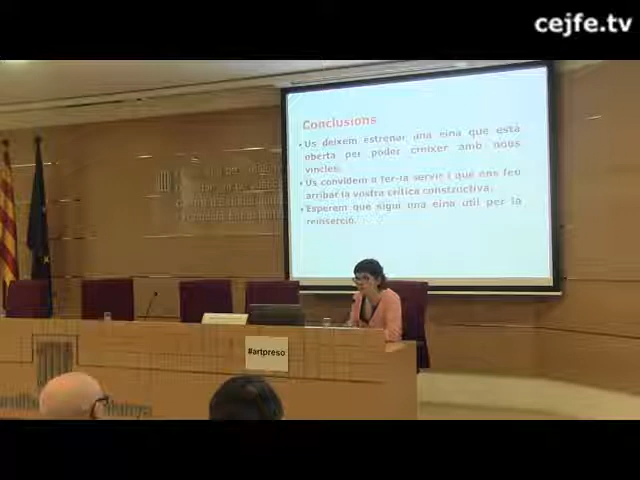 cejfe.tv
Conclusions
• Us deixem estrenar una eina que està
oberta per poder créixer amb nous
vincles.
• Us convidem a fer-la servir i que ens feu
arribar la vostra crítica constructiva.
• Esperem que sigui una eina útil per la
reinserció.
#artpreso